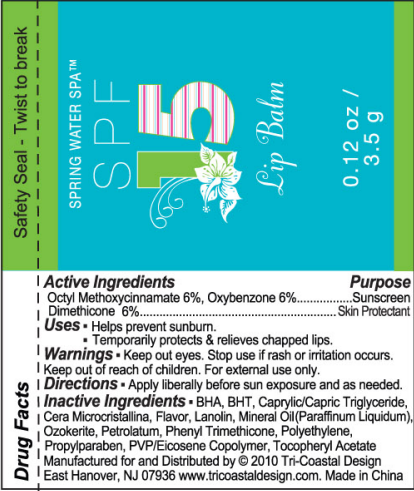 Safety Seal - Twist to break
SPRING WATER SPA™
SPF
15
Lip Balm
0.12 oz /
3.5 g
Drug Facts
Active Ingredients Purpose
Octyl Methoxycinnamate 6%, Oxybenzone 6%................Sunscreen
Dimethicone 6%..........................................................Skin Protectant
Uses ▪ Helps prevent sunburn.
▪ Temporarily protects & relieves chapped lips.
Warnings ▪ Keep out eyes. Stop use if rash or irritation occurs.
Keep out of reach of children. For external use only.
Directions ▪ Apply liberally before sun exposure and as needed.
Inactive Ingredients ▪ BHA, BHT, Caprylic/Capric Triglyceride,
Cera Microcristallina, Flavor, Lanolin, Mineral Oil(Paraffinum Liquidum),
Ozokerite, Petrolatum, Phenyl Trimethicone, Polyethylene,
Propylparaben, PVP/Eicosene Copolymer, Tocopheryl Acetate
Manufactured for and Distributed by © 2010 Tri-Coastal Design
East Hanover, NJ 07936 www.tricoastaldesign.com. Made in China